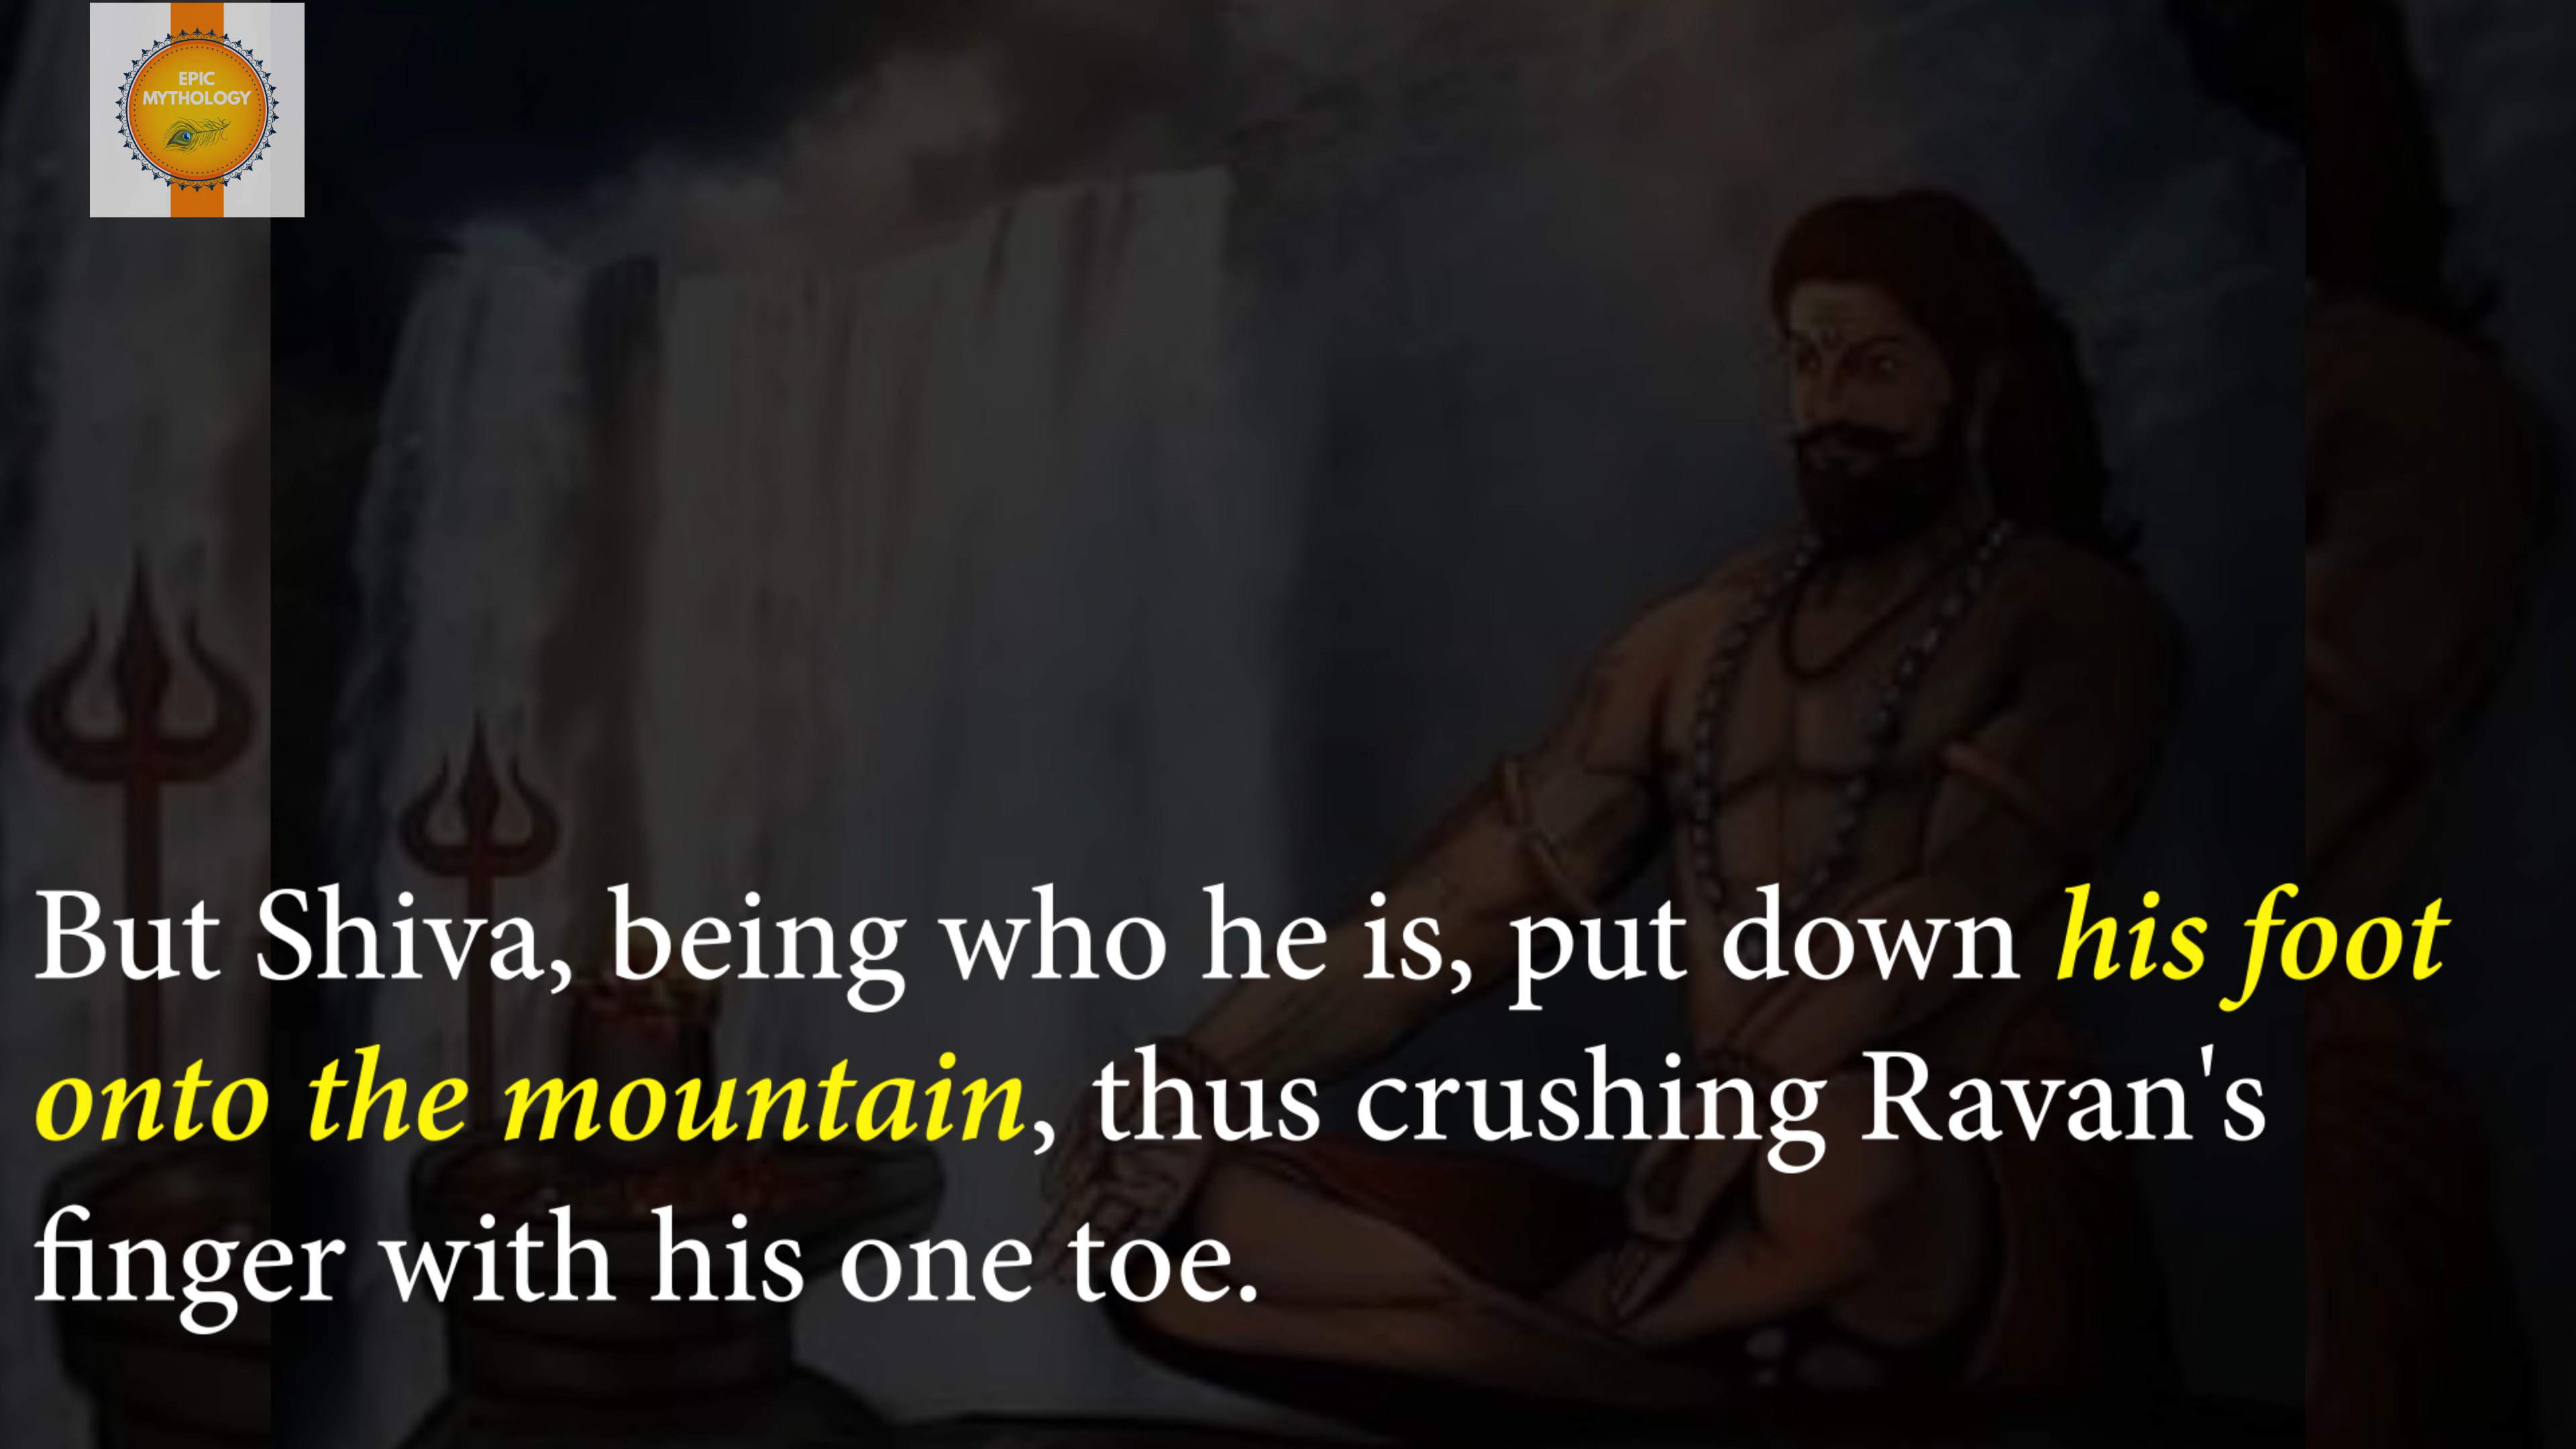 EPIC
MYTHOLOGY
But Shiva, being who he is, put down his foot
onto the mountain, thus crushing Ravan's
finger with his one toe.